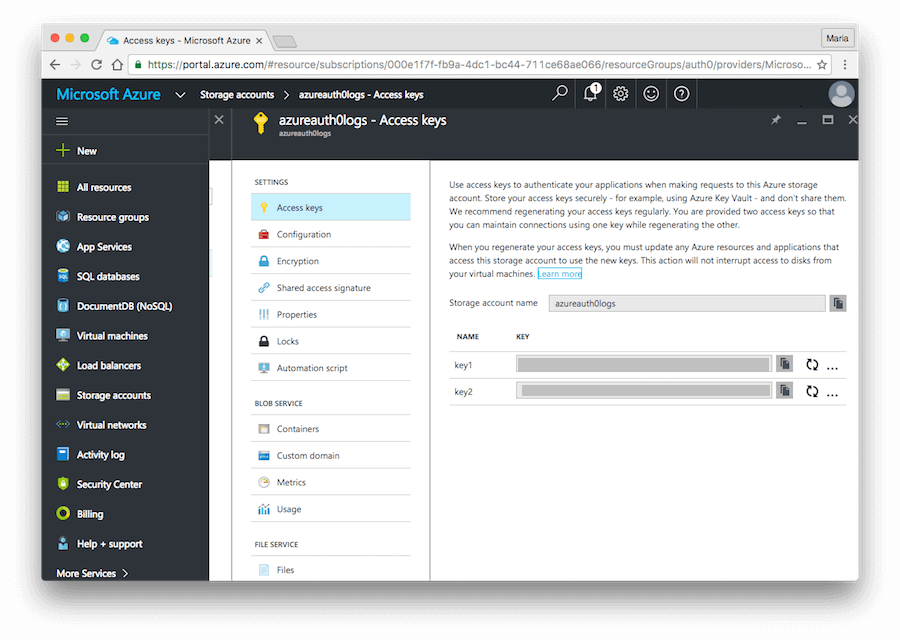 Access keys - Microsoft Azure
Maria
https://portal.azure.com/#resource/subscriptions/000e1f7f-fb9a-4dc1-bc44-711ce68ae066/resourceGroups/auth0/providers/Microso...
Microsoft Azure
Storage accounts
azureauth0logs - Access keys
1
New
All resources
Resource groups
App Services
SQL databases
DocumentDB (NoSQL)
Virtual machines
Load balancers
Storage accounts
Virtual networks
Activity log
Security Center
Billing
Help + support
More Services
azureauth0logs - Access keys
azureauth0logs
SETTINGS
Access keys
Configuration
Encryption
Shared access signature
Properties
Locks
Automation script
BLOB SERVICE
Containers
Custom domain
Metrics
Usage
FILE SERVICE
Files
Use access keys to authenticate your applications when making requests to this Azure storage
account. Store your access keys securely - for example, using Azure Key Vault - and don't share them.
We recommend regenerating your access keys regularly. You are provided two access keys so that
you can maintain connections using one key while regenerating the other.
When you regenerate your access keys, you must update any Azure resources and applications that
access this storage account to use the new keys. This action will not interrupt access to disks from
your virtual machines. Learn more
Storage account name
azureauth0logs
NAME KEY
key1
key2